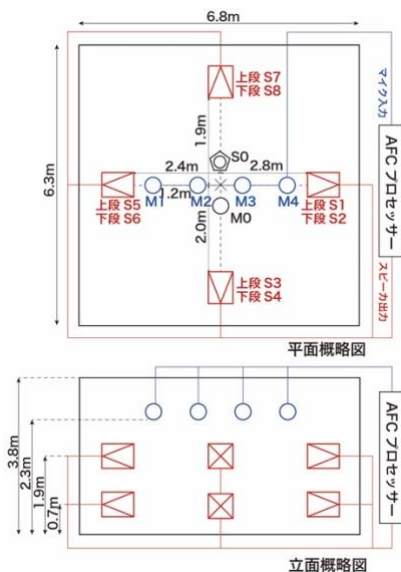 6.8m
6.3m
上段 S7
下段 S8
マイク入力
1.9m
S0
2.4m
2.8m
AFC プロセッサー
1.2m
上段 S5
下段 S6
M1
M2
M3
M4
M0
上段 S1
下段 S2
2.0m
上段 S3
下段 S4
スピーカ出力
平面概略図
3.8m
2.3m
1.9m
0.7m
AFC プロセッサー
立面概略図